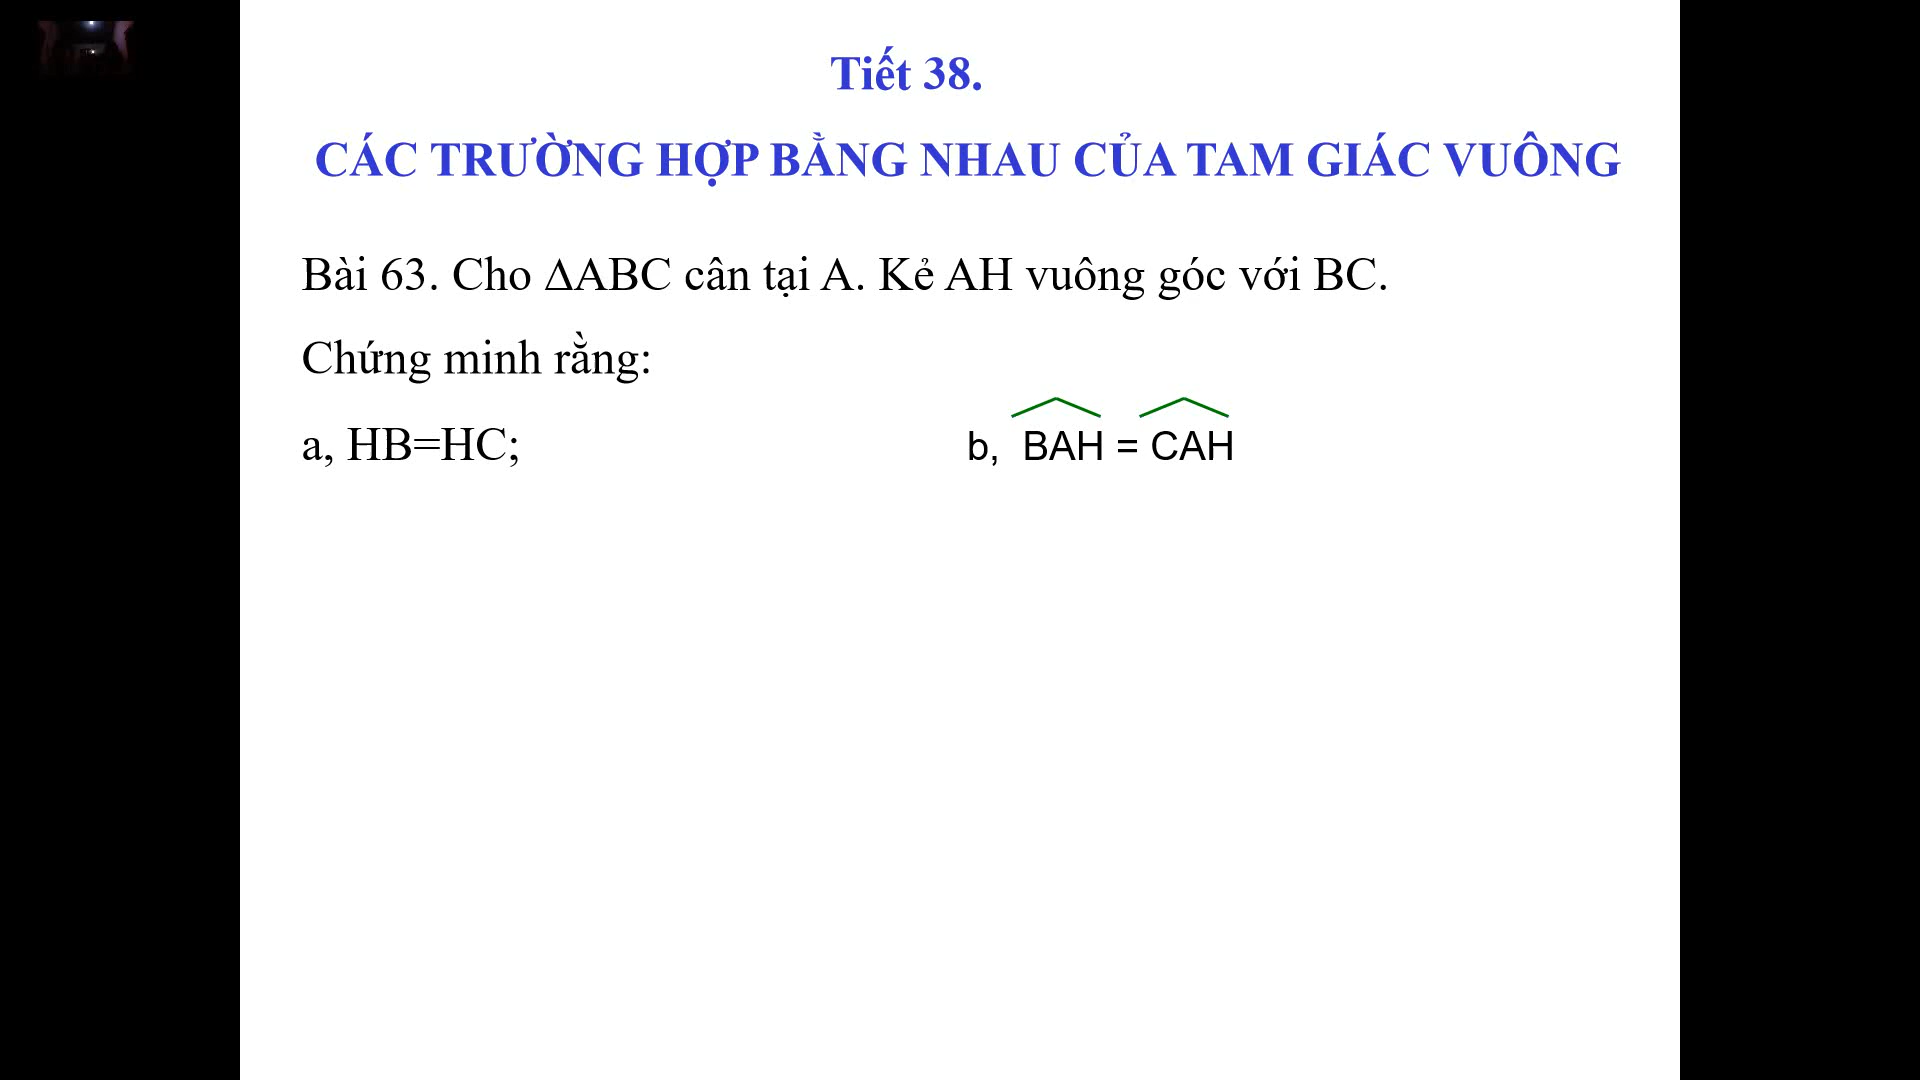 Tiết 38.
CÁC TRƯỜNG HỢP BẰNG NHAU CỦA TAM GIÁC VUÔNG
Bài 63. Cho ΔABC cân tại A. Kẻ AH vuông góc với BC.
Chứng minh rằng:
a, HB=HC; b, BAH = CAH